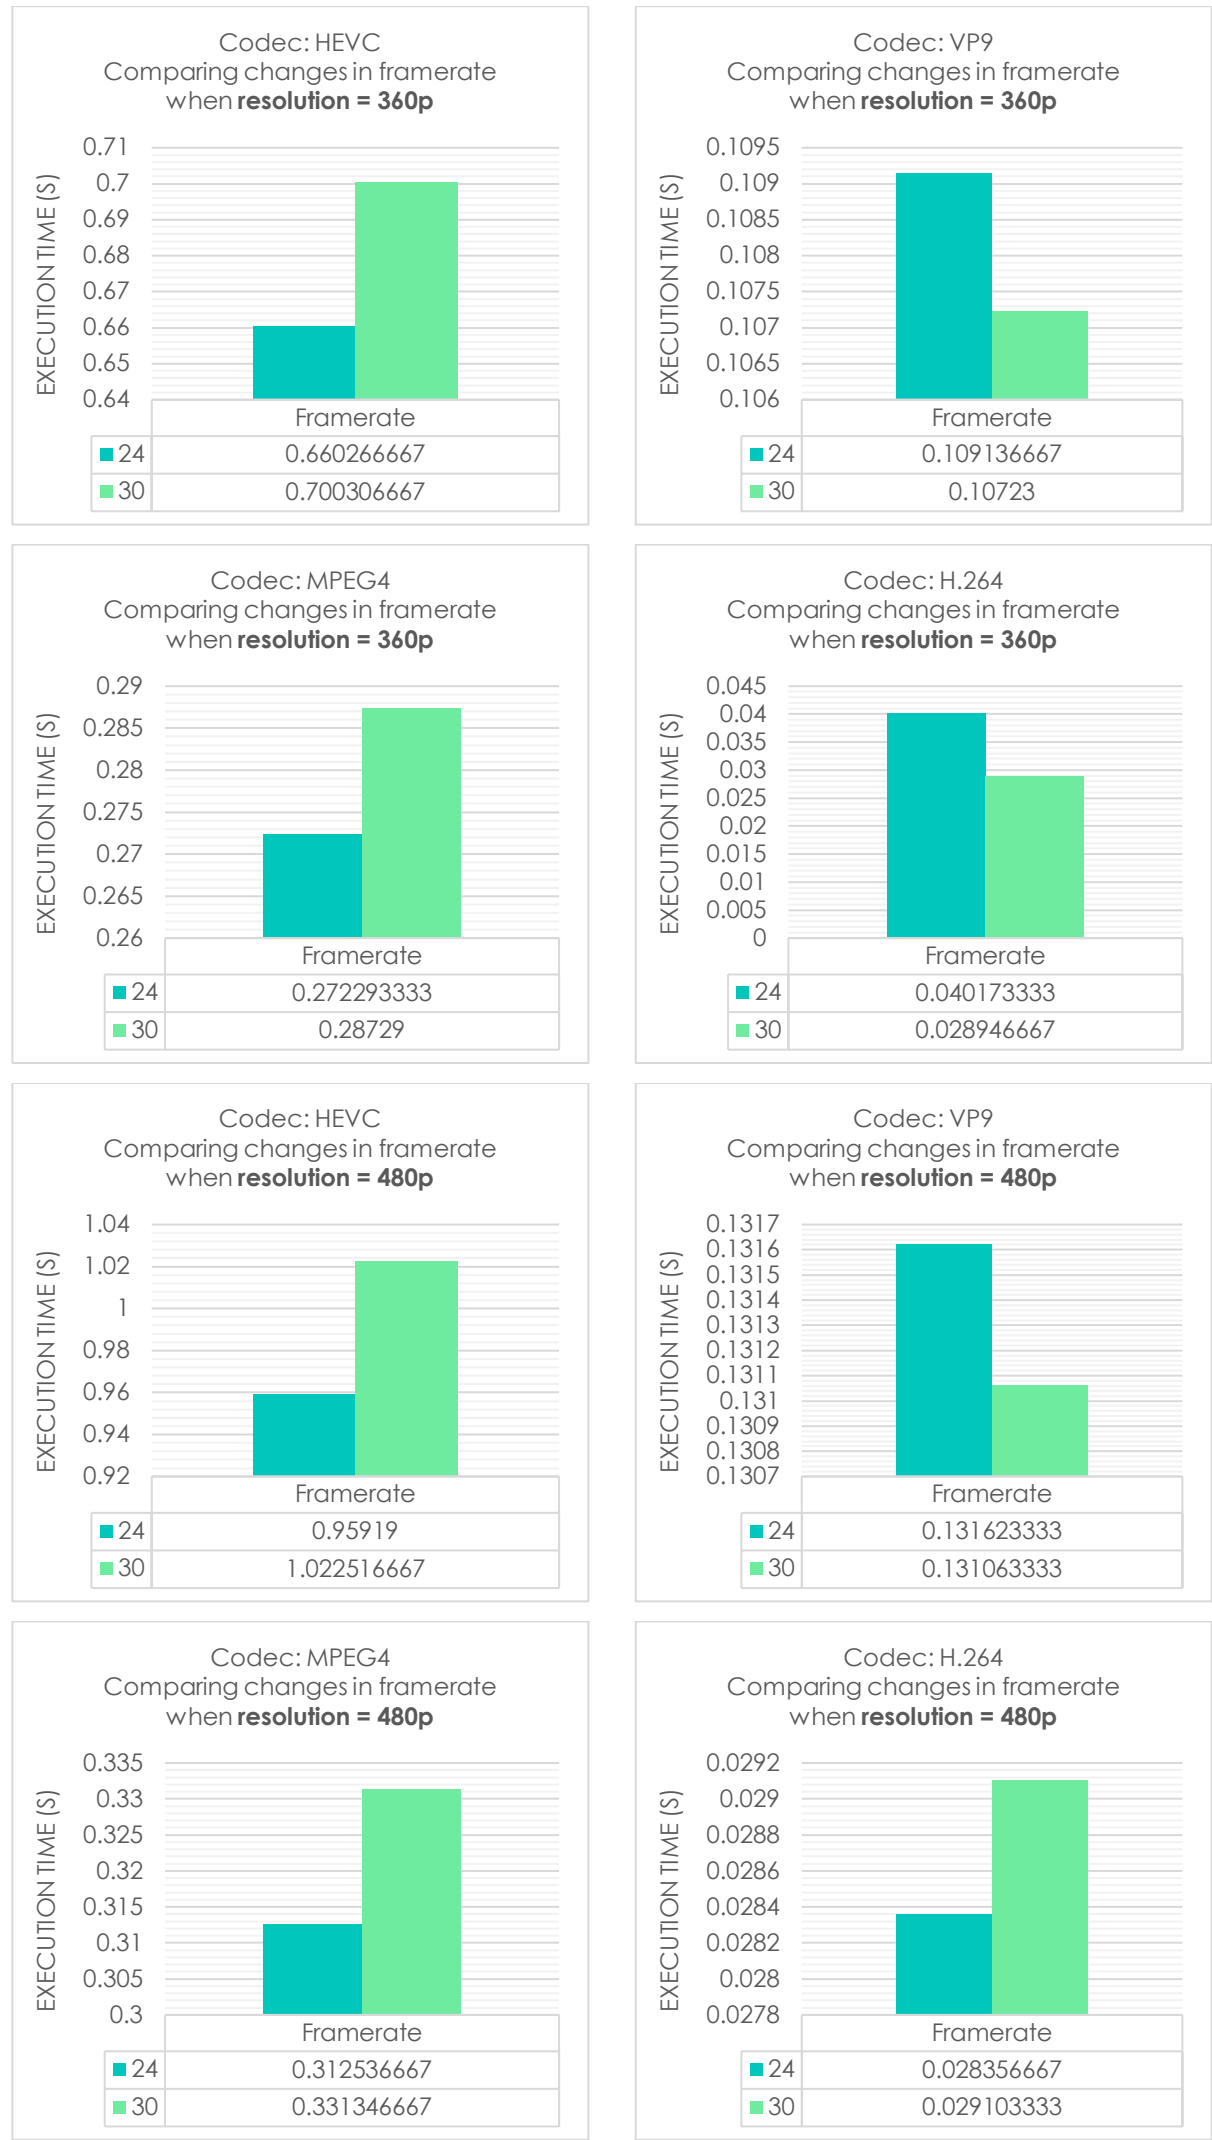 Codec: HEVC
Comparing changes in framerate
when resolution = 360p
EXECUTION TIME (S)
0.71
0.7
0.69
0.68
0.67
0.66
0.65
0.64
Framerate
24 0.660266667
30 0.700306667
Codec: VP9
Comparing changes in framerate
when resolution = 360p
EXECUTION TIME (S)
0.1095
0.109
0.1085
0.108
0.1075
0.107
0.1065
0.106
Framerate
24 0.109136667
30 0.10723
Codec: MPEG4
Comparing changes in framerate
when resolution = 360p
EXECUTION TIME (S)
0.29
0.285
0.28
0.275
0.27
0.265
0.26
Framerate
24 0.272293333
30 0.28729
Codec: H.264
Comparing changes in framerate
when resolution = 360p
EXECUTION TIME (S)
0.045
0.04
0.035
0.03
0.025
0.02
0.015
0.01
0.005
0
Framerate
24 0.040173333
30 0.028946667
Codec: HEVC
Comparing changes in framerate
when resolution = 480p
EXECUTION TIME (S)
1.04
1.02
1
0.98
0.96
0.94
0.92
Framerate
24 0.95919
30 1.022516667
Codec: VP9
Comparing changes in framerate
when resolution = 480p
EXECUTION TIME (S)
0.1317
0.1316
0.1315
0.1314
0.1313
0.1312
0.1311
0.131
0.1309
0.1308
0.1307
Framerate
24 0.131623333
30 0.131063333
Codec: MPEG4
Comparing changes in framerate
when resolution = 480p
EXECUTION TIME (S)
0.335
0.33
0.325
0.32
0.315
0.31
0.305
0.3
Framerate
24 0.312536667
30 0.331346667
Codec: H.264
Comparing changes in framerate
when resolution = 480p
EXECUTION TIME (S)
0.0292
0.029
0.0288
0.0286
0.0284
0.0282
0.028
0.0278
Framerate
24 0.028356667
30 0.029103333